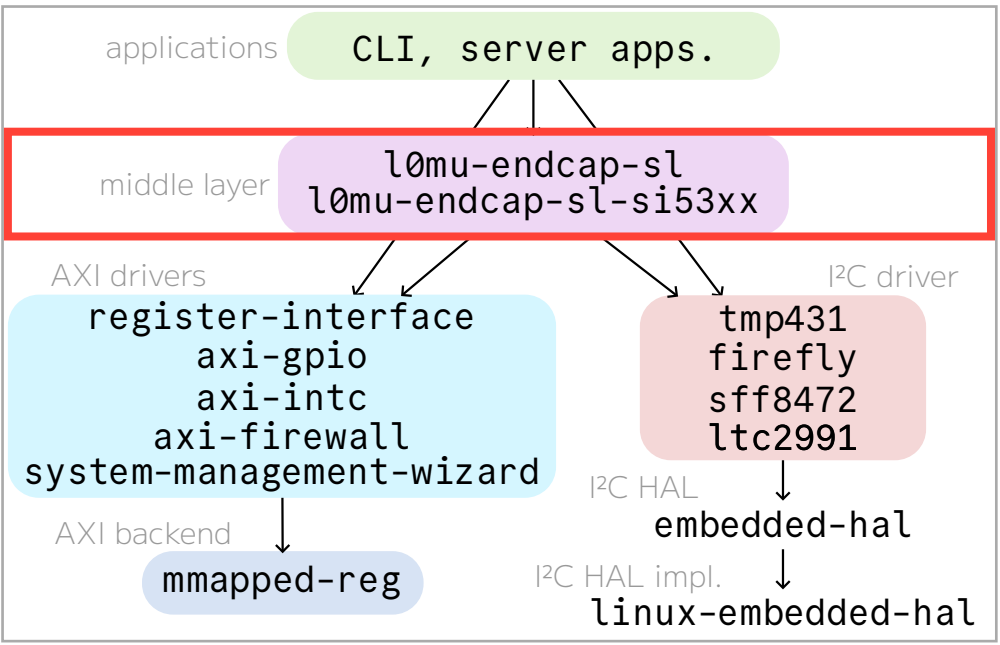 applications
CLI, server apps.
middle layer
l0mu-endcap-sl
l0mu-endcap-sl-si53xx
AXI drivers
register-interface
axi-gpio
axi-intc
axi-firewall
system-management-wizard
AXI backend
mmapped-reg
I²C driver
tmp431
firefly
sff8472
ltc2991
I²C HAL
embedded-hal
I²C HAL impl.
linux-embedded-hal